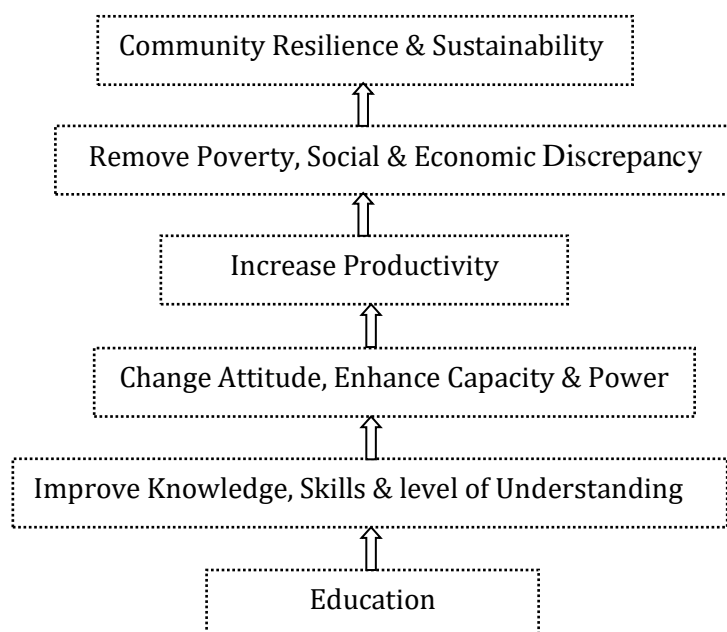 Community Resilience & Sustainability
Remove Poverty, Social & Economic Discrepancy
Increase Productivity
Change Attitude, Enhance Capacity & Power
Improve Knowledge, Skills & level of Understanding
Education